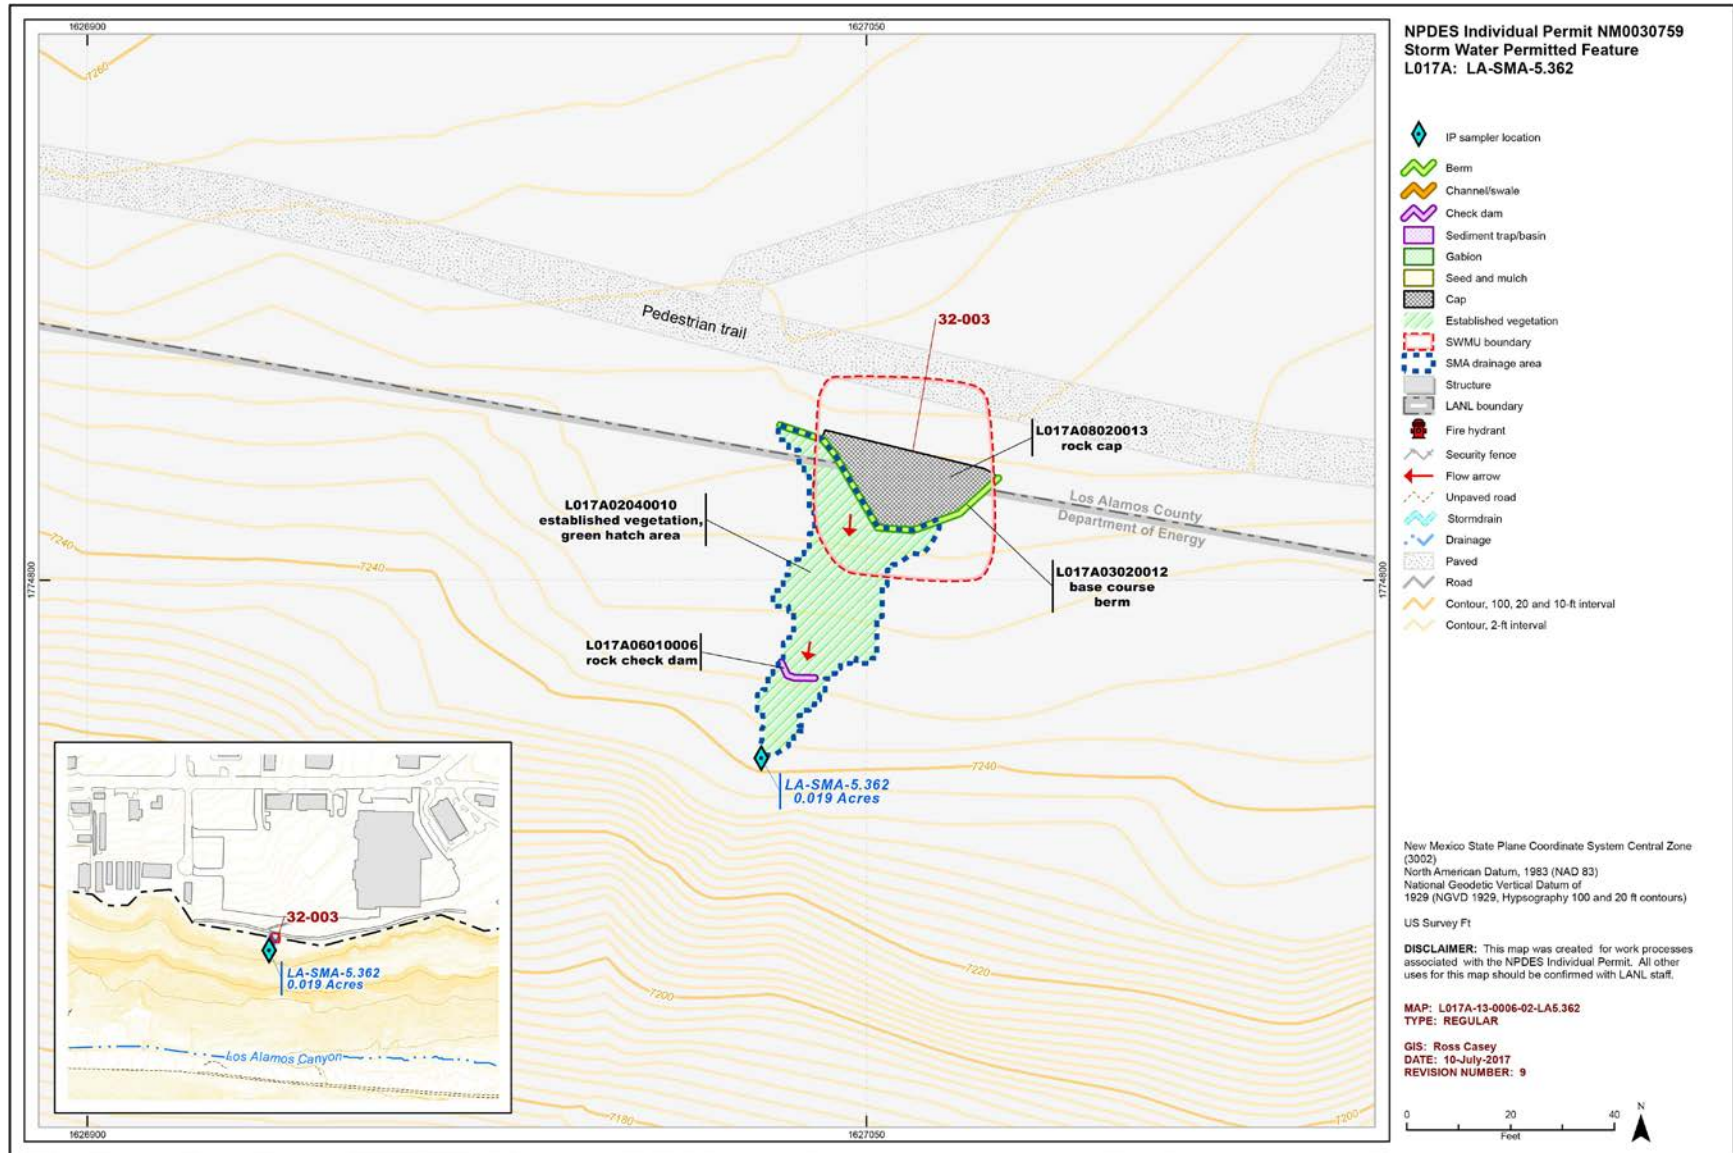 1626900
1627050
NPDES Individual Permit NM0030759
Storm Water Permitted Feature
L017A: LA-SMA-5.362
IP sampler location
Berm
Channel/swale
Check dam
Sediment trap/basin
Gabion
Seed and mulch
Cap
Established vegetation
SWMU boundary
SMA drainage area
Structure
LANL boundary
Fire hydrant
Security fence
Flow arrow
Unpaved road
Stormdrain
Drainage
Paved
Road
Contour, 100, 20 and 10-ft interval
Contour, 2-ft interval
7260
Pedestrian trail
32-003
L017A08020013
rock cap
Los Alamos County
Department of Energy
L017A02040010
established vegetation,
green hatch area
L017A03020012
base course
berm
L017A06010006
rock check dam
7240
7240
7240
1774800
1774800
LA-SMA-5.362
0.019 Acres
32-003
LA-SMA-5.362
0.019 Acres
Los Alamos Canyon
7220
7200
7180
7200
1626900
1627050
New Mexico State Plane Coordinate System Central Zone
(3002)
North American Datum, 1983 (NAD 83)
National Geodetic Vertical Datum of
1929 (NGVD 1929, Hypsography 100 and 20 ft contours)
US Survey Ft
DISCLAIMER: This map was created for work processes
associated with the NPDES Individual Permit. All other
uses for this map should be confirmed with LANL staff.
MAP: L017A-13-0006-02-LA5.362
TYPE: REGULAR
GIS: Ross Casey
DATE: 10-July-2017
REVISION NUMBER: 9
0 20 40
Feet
N